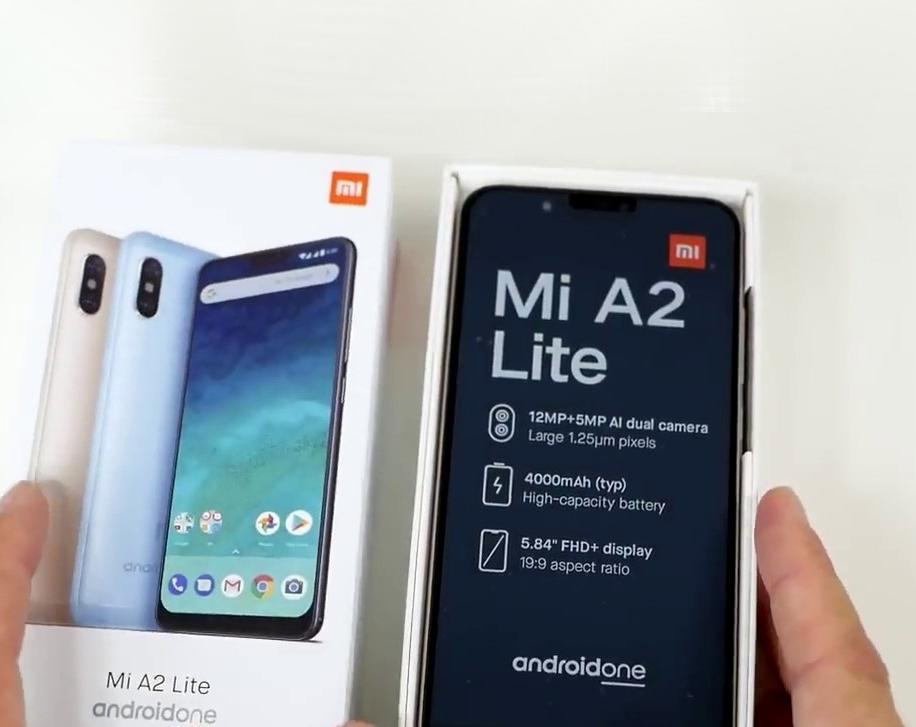 mi
Mi A2 Lite
androidone
mi
Mi A2
Lite
12MP+5MP AI dual camera
Large 1.25µm pixels
4000mAh (typ)
High-capacity battery
5.84" FHD+ display
19:9 aspect ratio
androidone